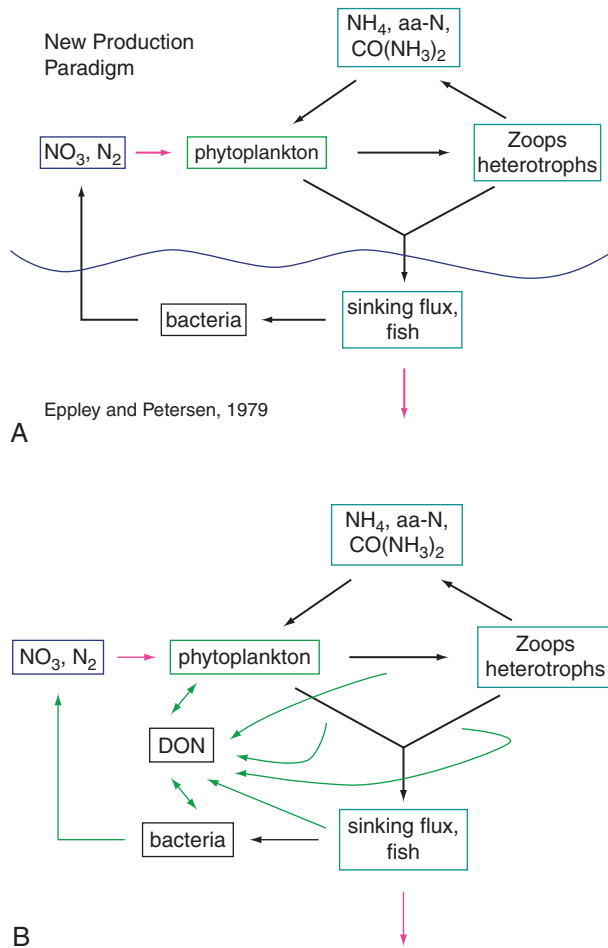 New Production
Paradigm
NH₄, aa-N,
CO(NH₃)₂
NO₃, N₂
phytoplankton
Zoops
heterotrophs
bacteria
sinking flux,
fish
Eppley and Petersen, 1979
A
NH₄, aa-N,
CO(NH₃)₂
NO₃, N₂
phytoplankton
Zoops
heterotrophs
DON
bacteria
sinking flux,
fish
B